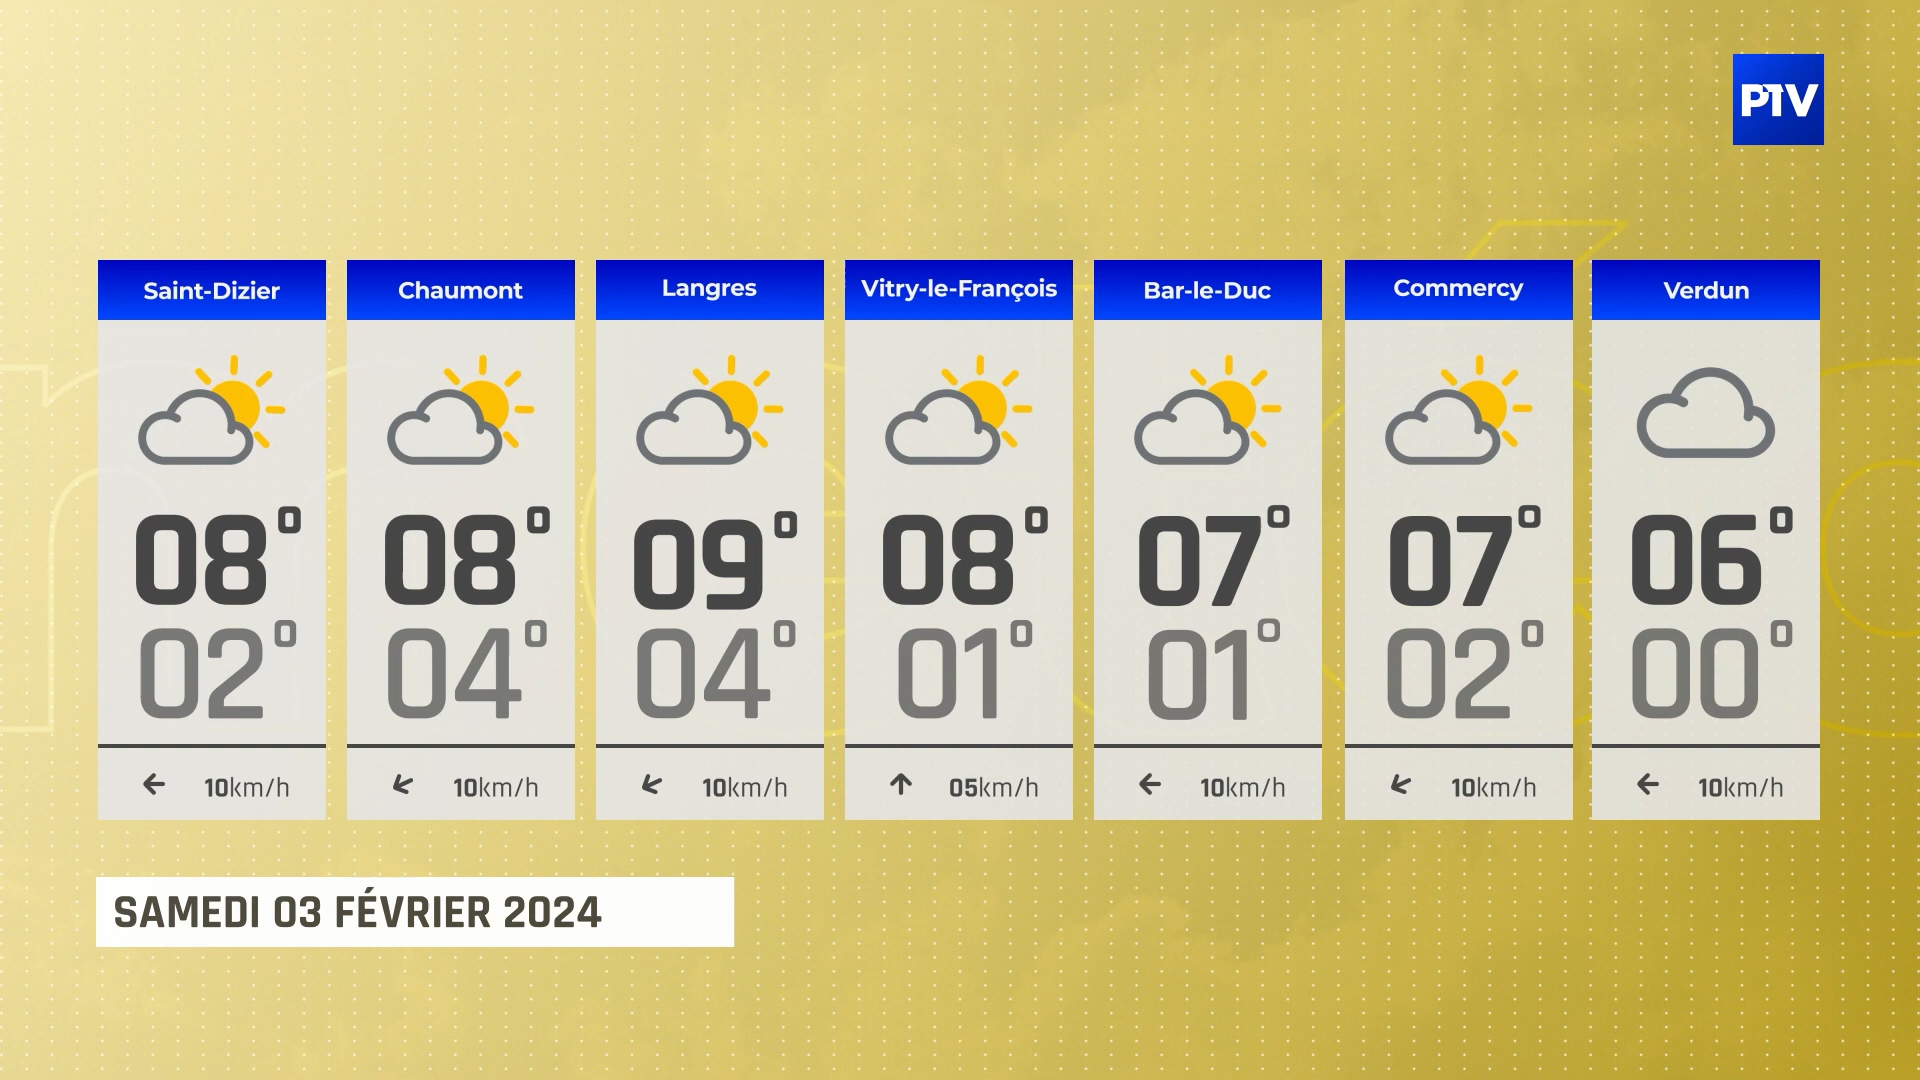 PTV
Saint-Dizier
08°
02°
10km/h
Chaumont
08°
04°
10km/h
Langres
09°
04°
10km/h
Vitry-le-François
08°
01°
05km/h
Bar-le-Duc
07°
01°
10km/h
Commercy
07°
02°
10km/h
Verdun
06°
00°
10km/h
SAMEDI 03 FÉVRIER 2024